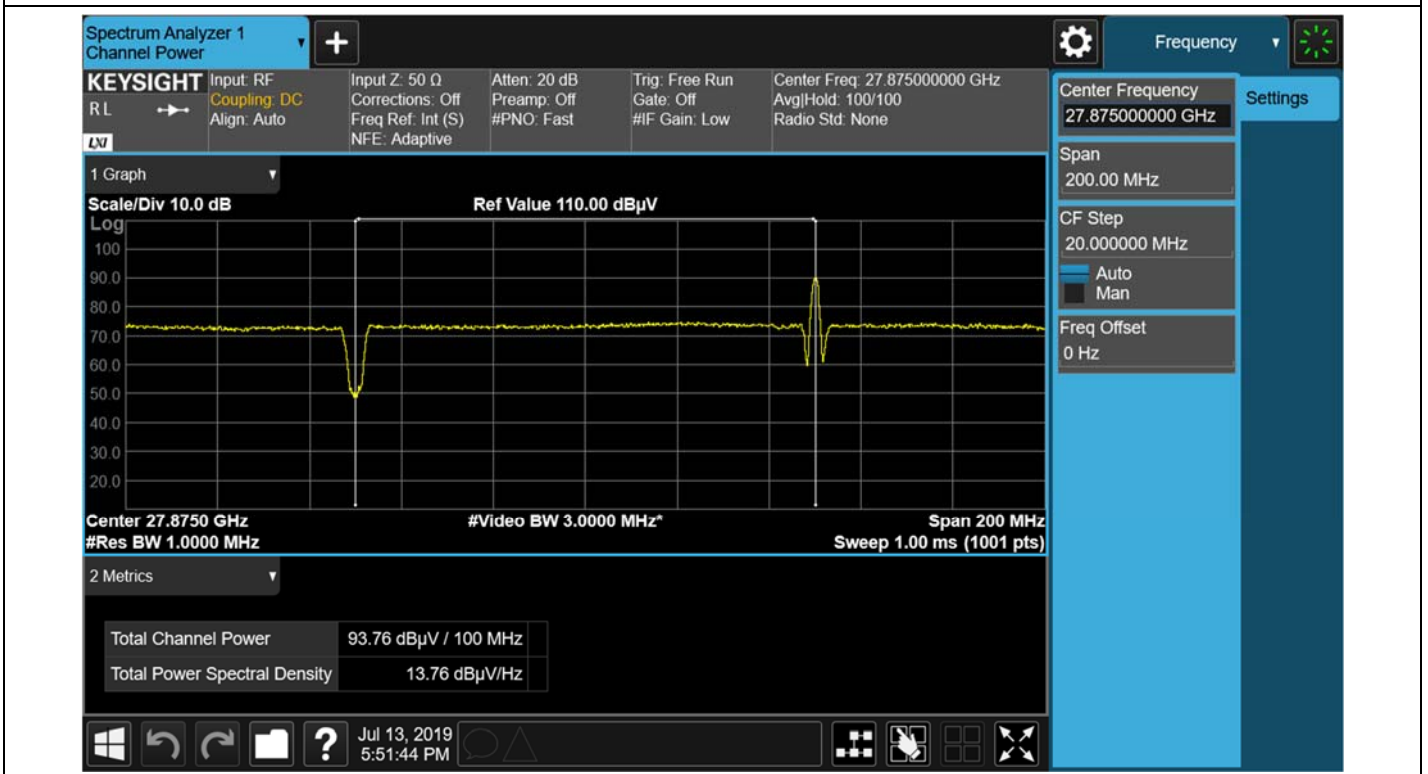 Spectrum Analyzer 1
Channel Power
+
Frequency
KEYSIGHT
RL
LXI
Input: RF
Coupling: DC
Align: Auto
Input Z: 50 Ω
Corrections: Off
Freq Ref: Int (S)
NFE: Adaptive
Atten: 20 dB
Preamp: Off
#PNO: Fast
Trig: Free Run
Gate: Off
#IF Gain: Low
Center Freq: 27.875000000 GHz
Avg|Hold: 100/100
Radio Std: None
Center Frequency
27.875000000 GHz
Settings
Span
200.00 MHz
CF Step
20.000000 MHz
Auto
Man
Freq Offset
0 Hz
1 Graph
Scale/Div 10.0 dB
Ref Value 110.00 dBµV
Log
100
90.0
80.0
70.0
60.0
50.0
40.0
30.0
20.0
Center 27.8750 GHz
#Video BW 3.0000 MHz*
Span 200 MHz
#Res BW 1.0000 MHz
Sweep 1.00 ms (1001 pts)
2 Metrics
Total Channel Power 93.76 dBµV / 100 MHz
Total Power Spectral Density 13.76 dBµV/Hz
?
Jul 13, 2019
5:51:44 PM